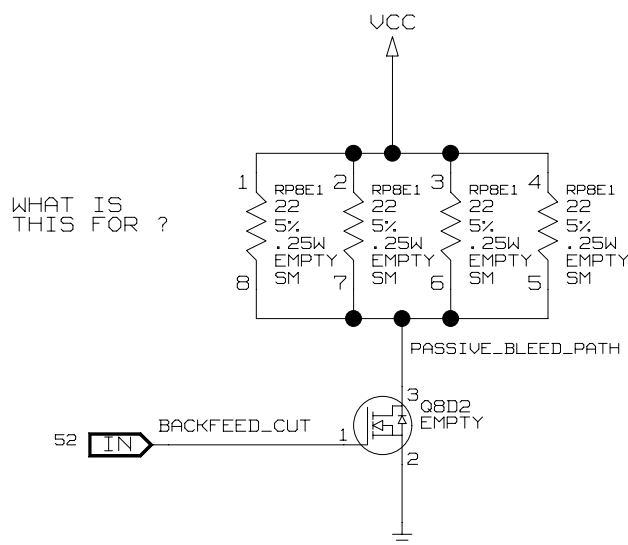 VCC
WHAT IS
THIS FOR ?
1
RP8E1
22
5%
.25W
EMPTY
SM
8
2
RP8E1
22
5%
.25W
EMPTY
SM
7
3
RP8E1
22
5%
.25W
EMPTY
SM
6
4
RP8E1
22
5%
.25W
EMPTY
SM
5
PASSIVE_BLEED_PATH
3
Q8D2
EMPTY
52
IN
BACKFEED_CUT
1
2